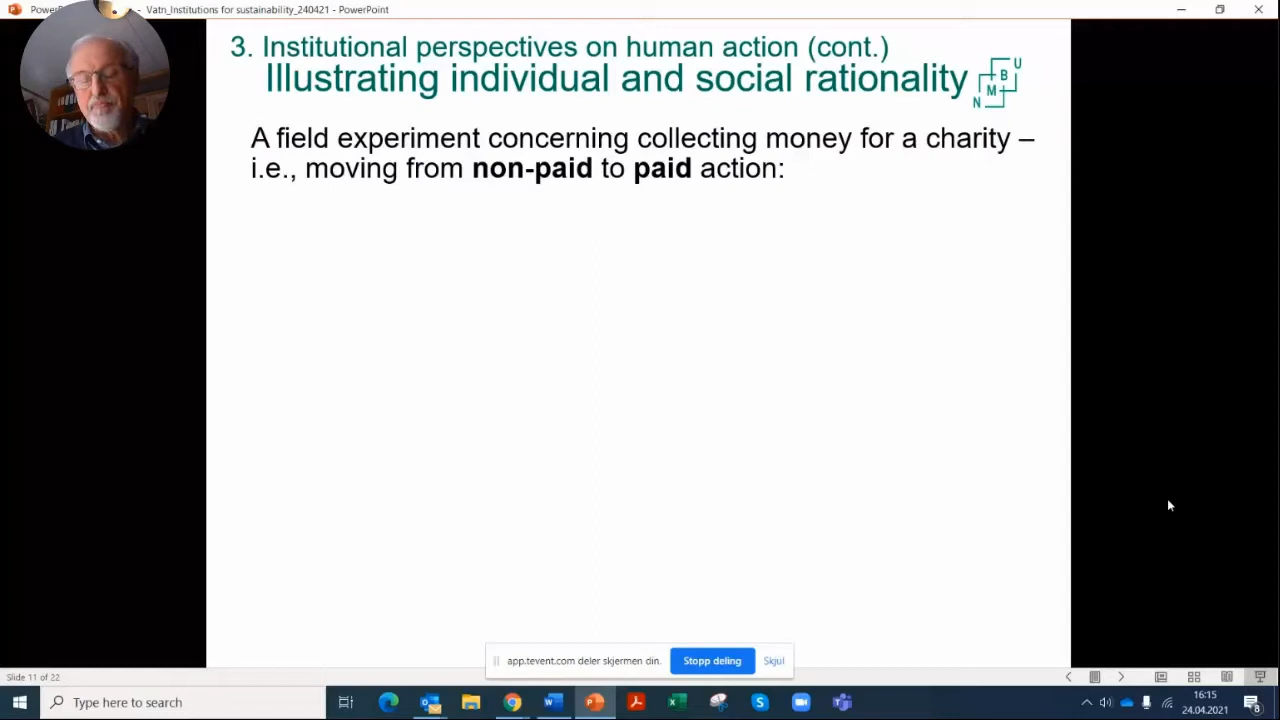 Vatn_Institutions for sustainability_240421 - PowerPoint
3. Institutional perspectives on human action (cont.)
Illustrating individual and social rationality
N M B U
A field experiment concerning collecting money for a charity –
i.e., moving from non-paid to paid action:
app.tevent.com deler skjermen din.
Stopp deling
Skjul
Slide 11 of 22
Type here to search
16:15
24.04.2021
8